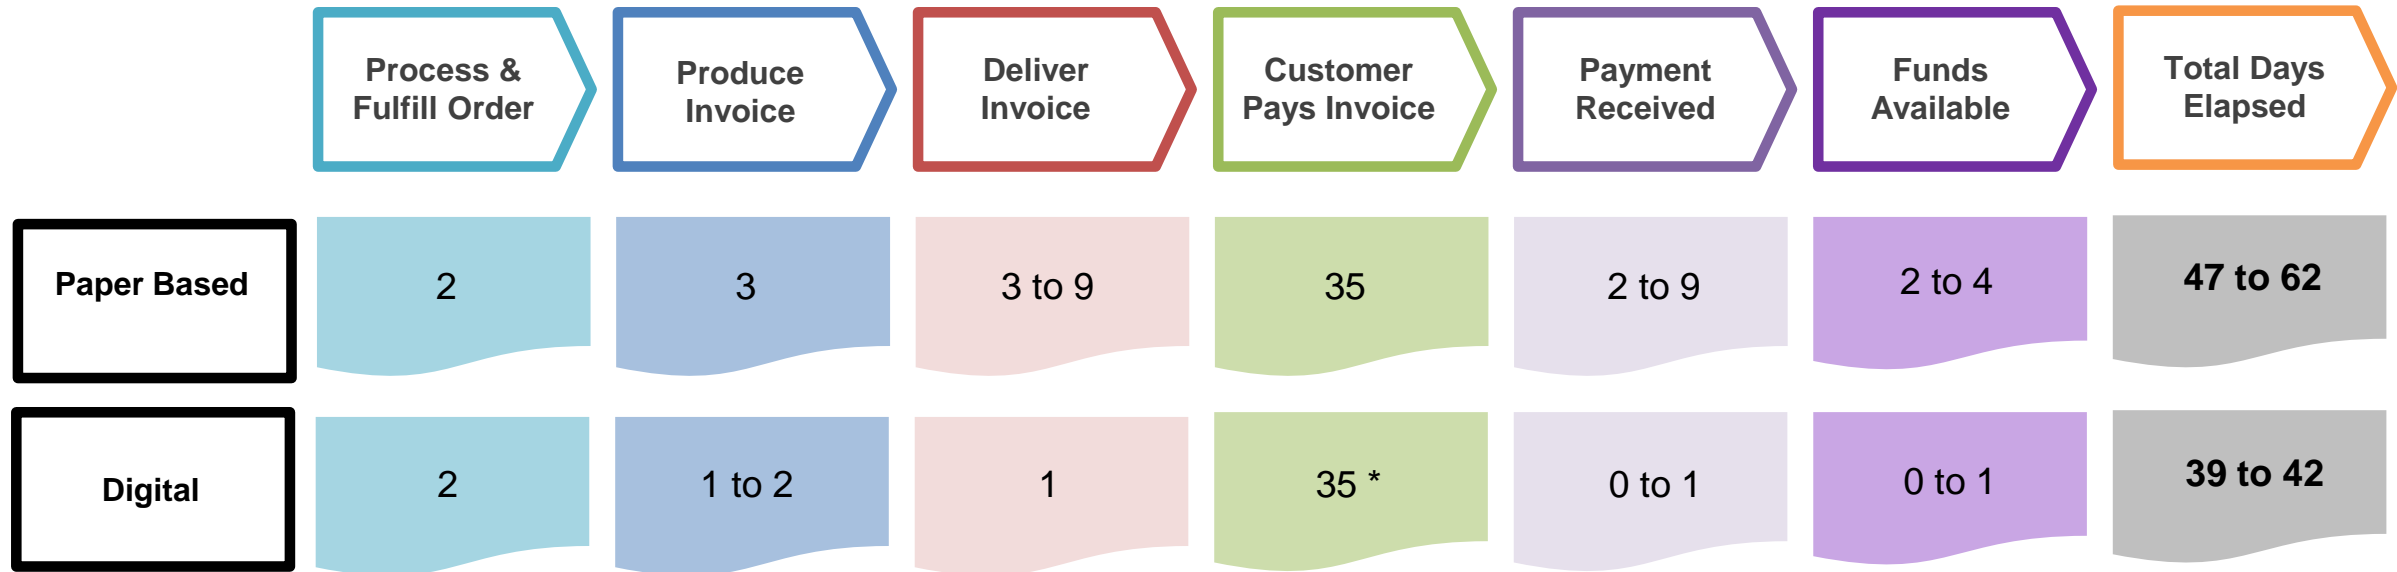 Process &
Fulfill Order
Produce
Invoice
Deliver
Invoice
Customer
Pays Invoice
Payment
Received
Funds
Available
Total Days
Elapsed
Paper Based
2
3
3 to 9
35
2 to 9
2 to 4
47 to 62
Digital
2
1 to 2
1
35 *
0 to 1
0 to 1
39 to 42